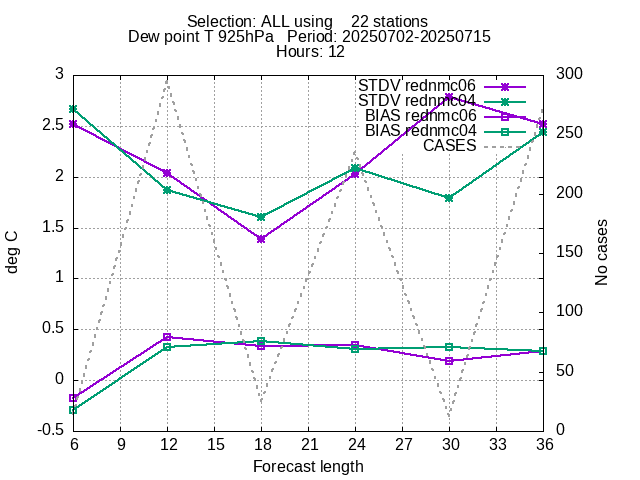 Selection: ALL using    22 stations
Dew point T 925hPa   Period: 20250702-20250715
Hours: 12
3
2.5
2
1.5
1
0.5
0
-0.5
300
250
200
150
100
50
0
STDV rednmc06
STDV rednmc04
BIAS rednmc06
BIAS rednmc04
CASES
deg C
No cases
6 9 12 15 18 21 24 27 30 33 36
Forecast length